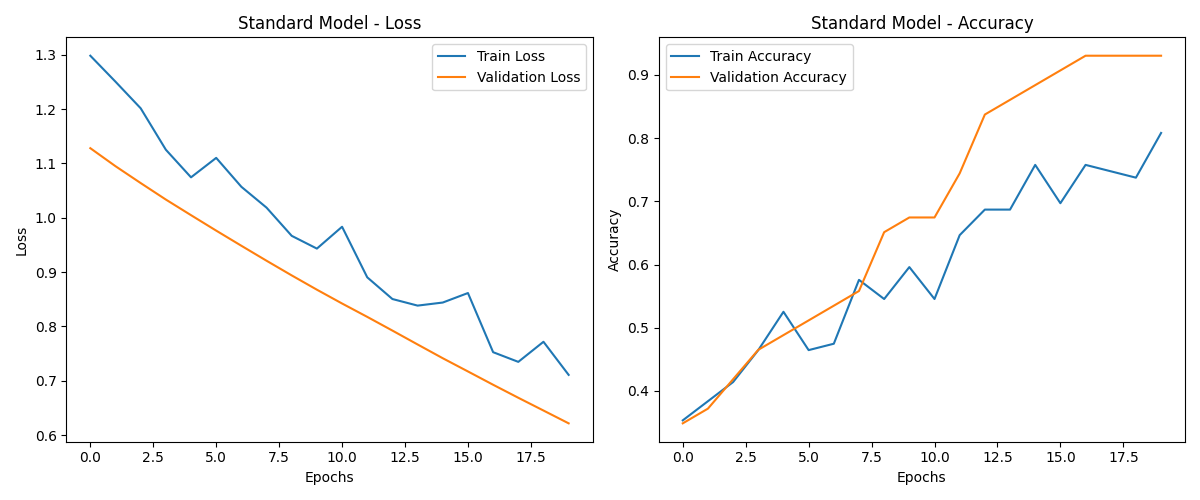 Standard Model - Loss
Train Loss
Validation Loss
1.3
1.2
1.1
1.0
0.9
0.8
0.7
0.6
Loss
0.0 2.5 5.0 7.5 10.0 12.5 15.0 17.5
Epochs
Standard Model - Accuracy
Train Accuracy
Validation Accuracy
0.9
0.8
0.7
0.6
0.5
0.4
Accuracy
0.0 2.5 5.0 7.5 10.0 12.5 15.0 17.5
Epochs